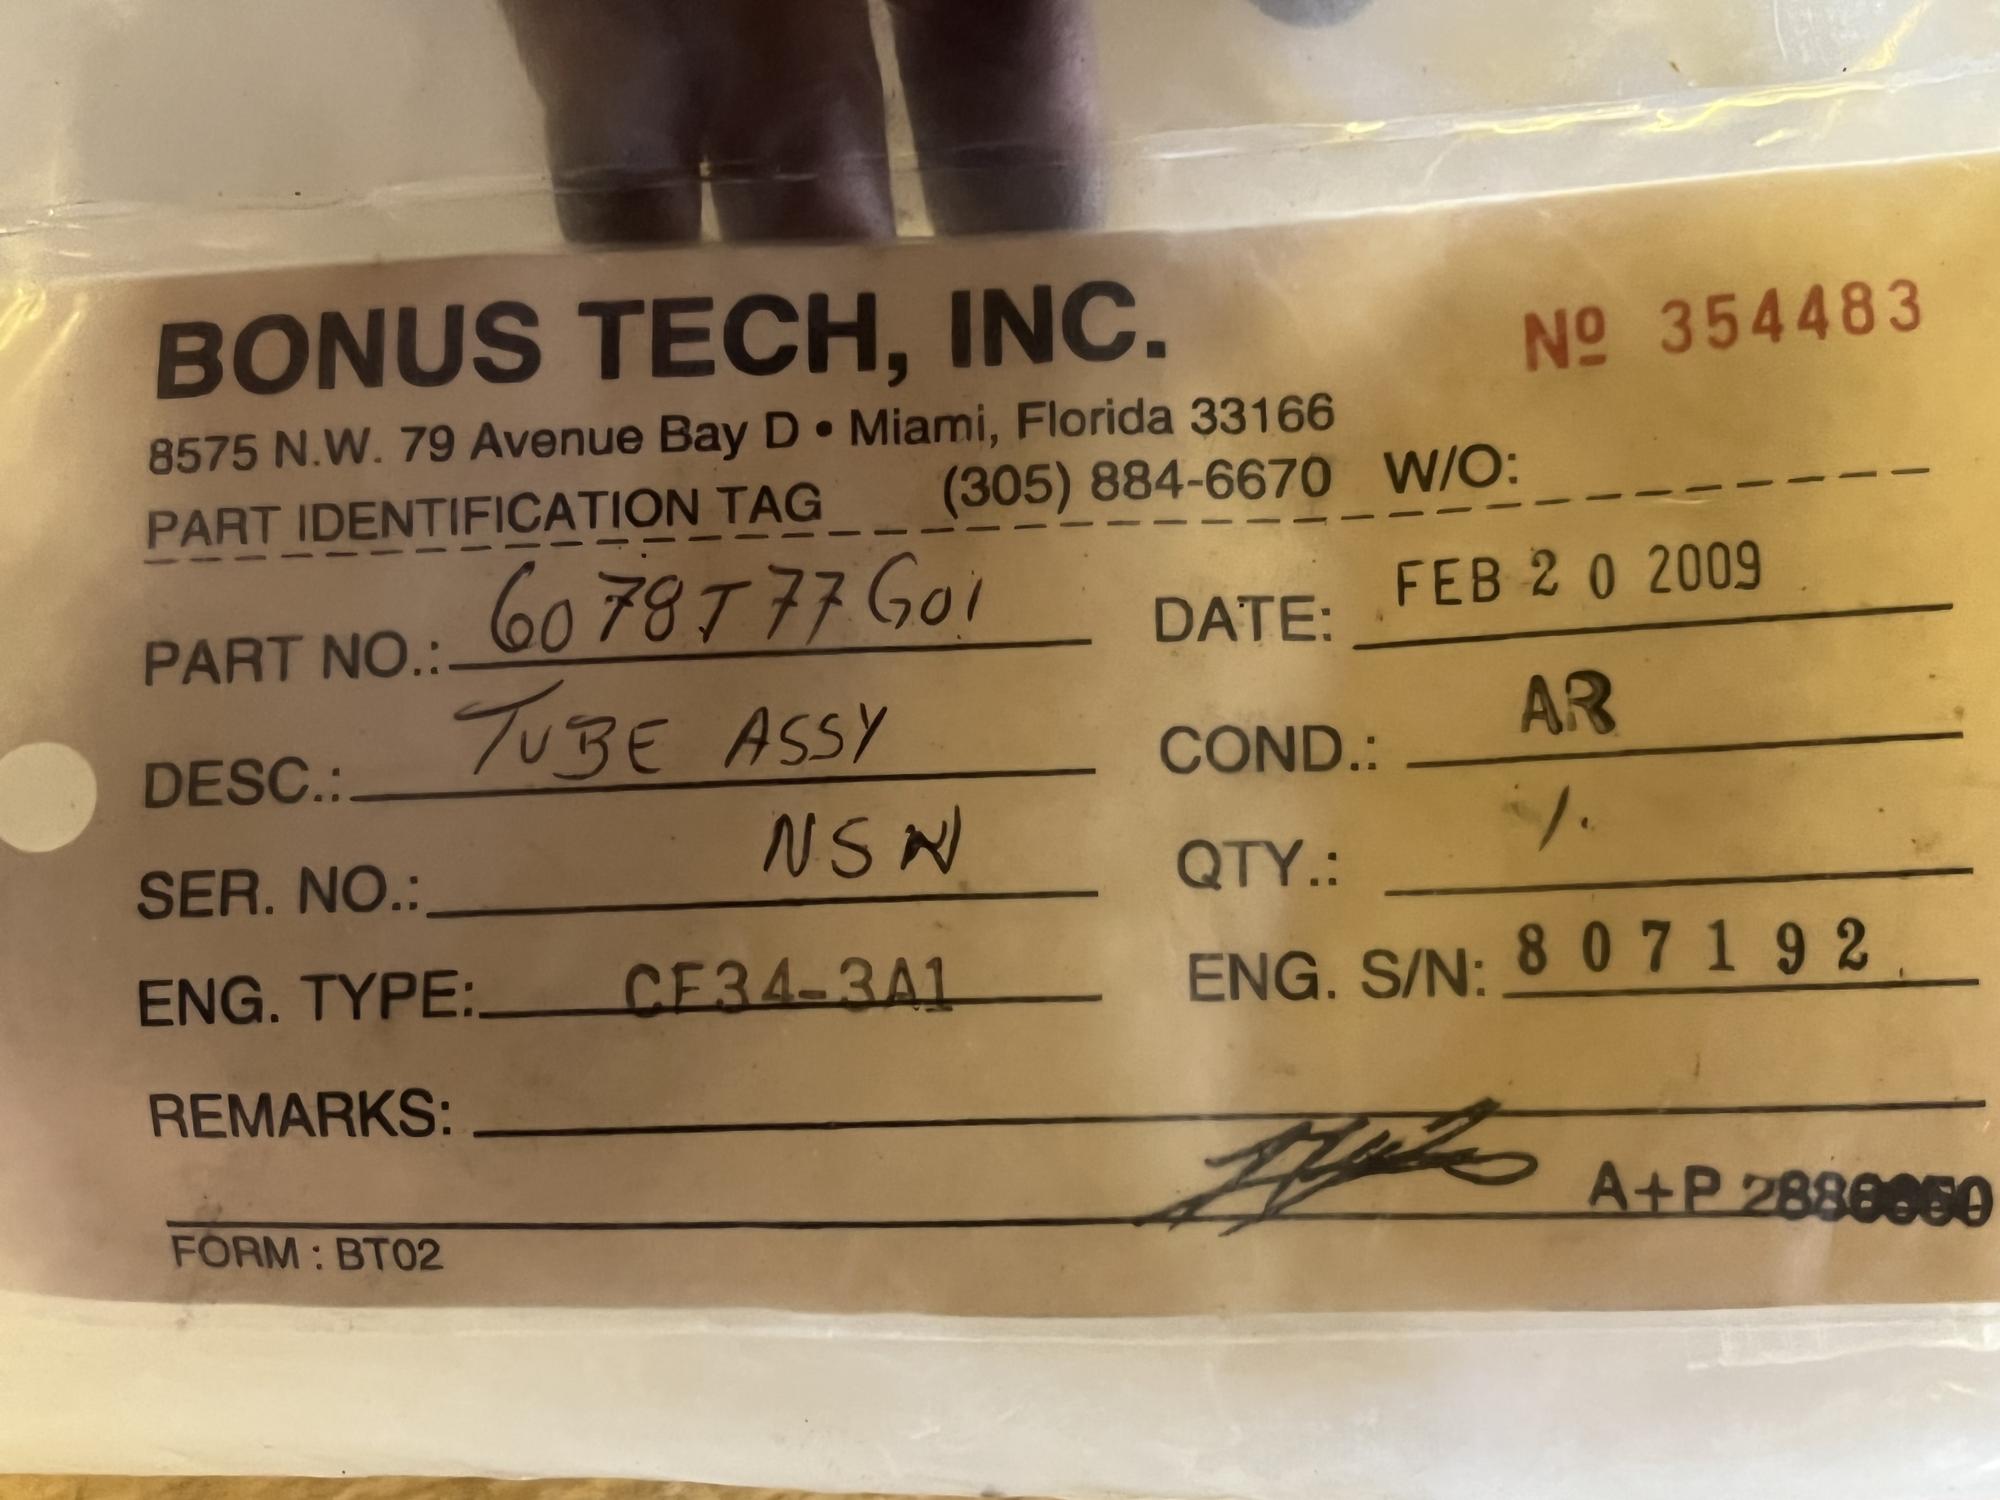 BONUS TECH, INC.
Nº 354483
8575 N.W. 79 Avenue Bay D • Miami, Florida 33166
PART IDENTIFICATION TAG (305) 884-6670 W/O:
PART NO.: 6078T77G01 DATE: FEB 20 2009
DESC.: TUBE ASSY COND.: AR
SER. NO.: NSN QTY.: 1.
ENG. TYPE: CF34-3A1 ENG. S/N: 807192
REMARKS:
A+P
FORM : BT02